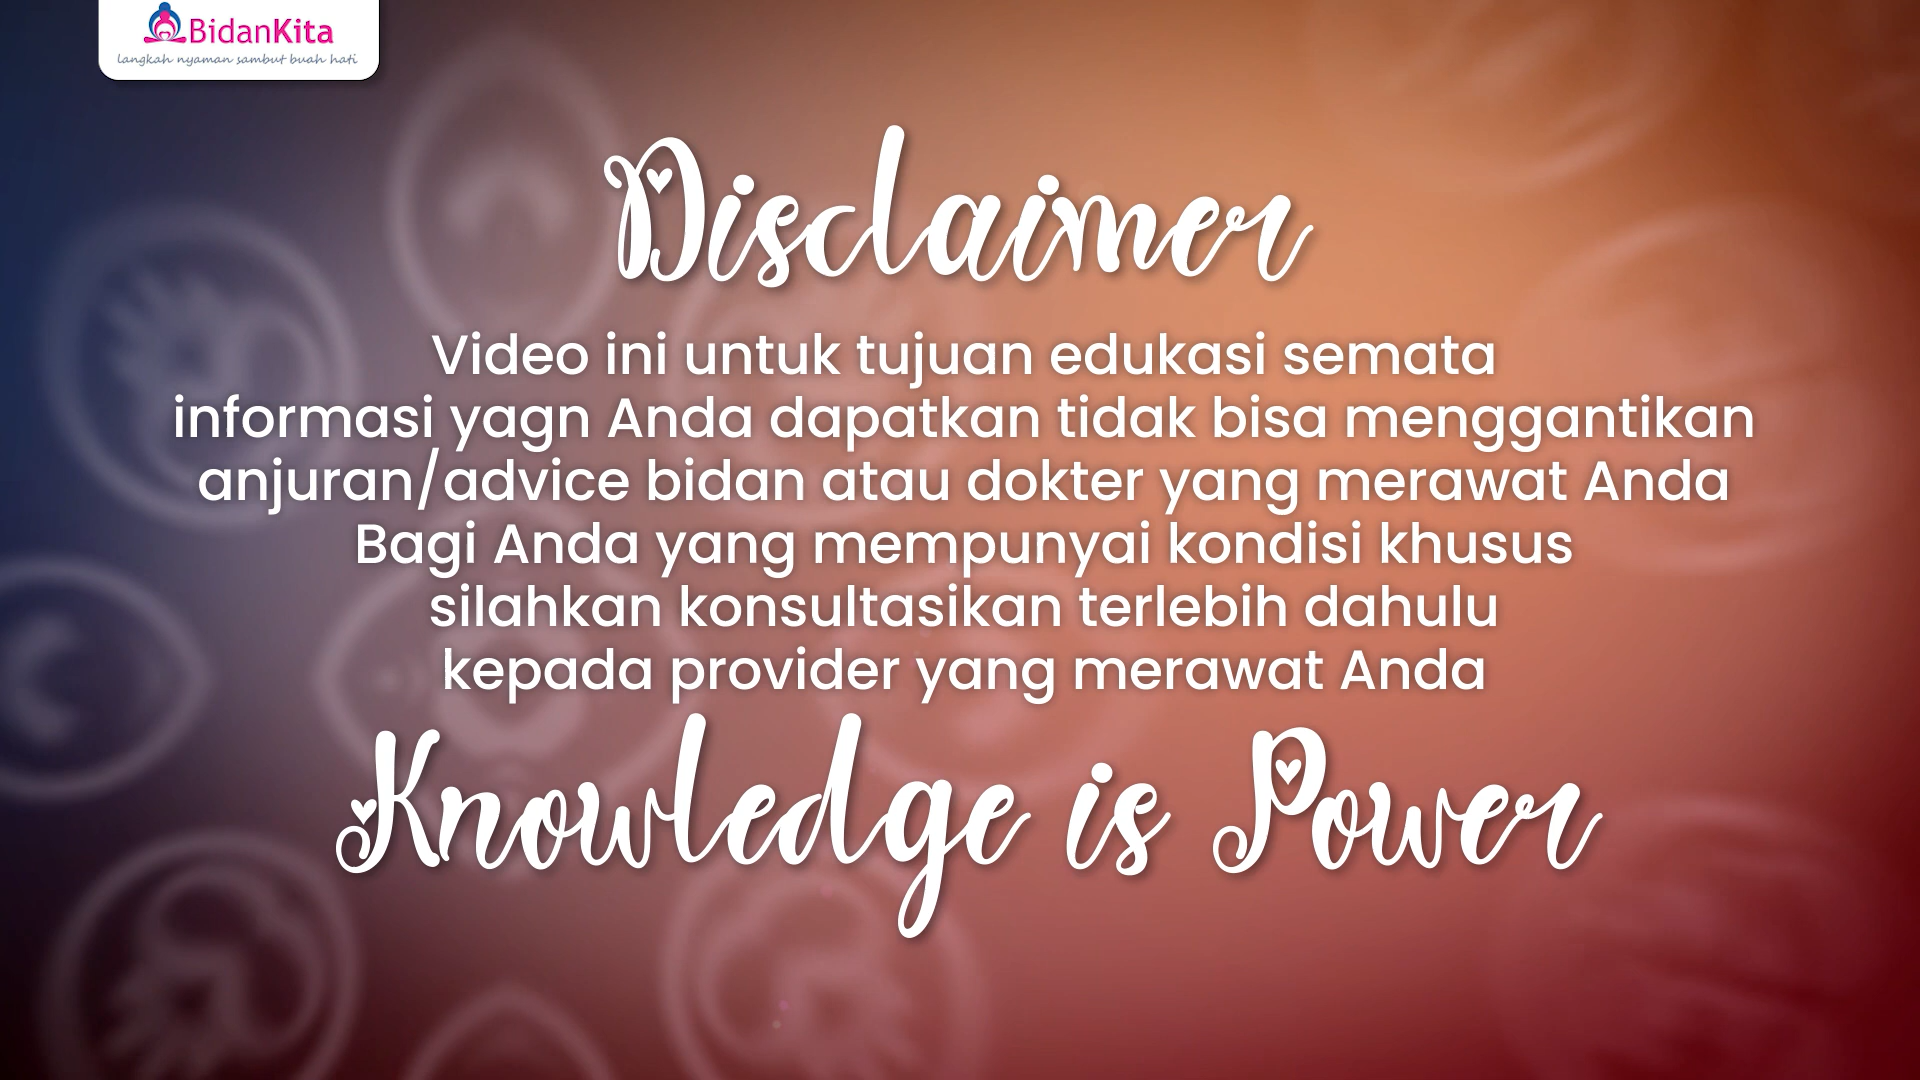 BidanKita
langkah nyaman sambut buah hati
Disclaimer
Video ini untuk tujuan edukasi semata
informasi yagn Anda dapatkan tidak bisa menggantikan
anjuran/advice bidan atau dokter yang merawat Anda
Bagi Anda yang mempunyai kondisi khusus
silahkan konsultasikan terlebih dahulu
kepada provider yang merawat Anda
Knowledge is Power